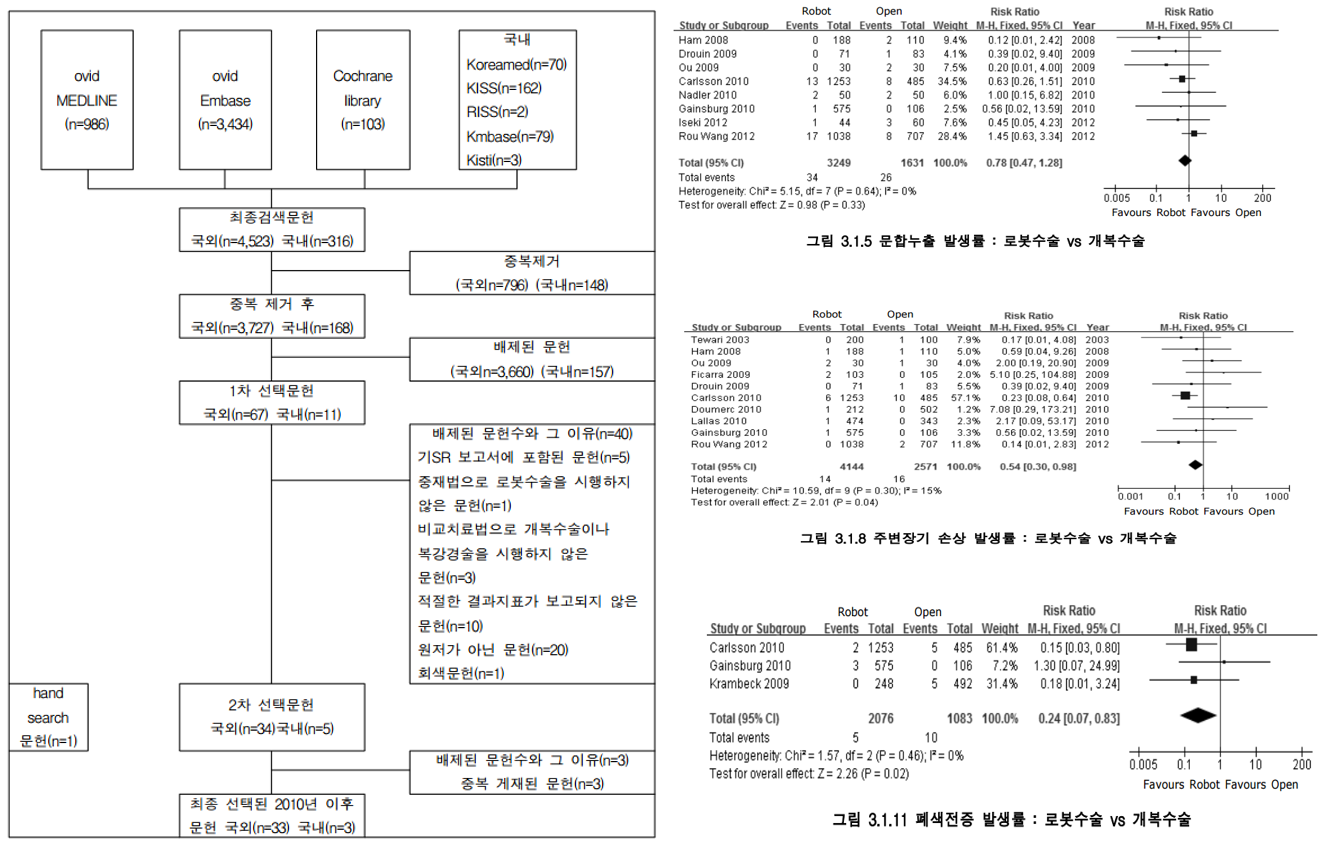 ovid
MEDLINE
(n=986)
ovid
Embase
(n=3,434)
Cochrane
library
(n=103)
국내
Koreamed(n=70)
KISS(n=162)
RISS(n=2)
Kmbase(n=79)
Kisti(n=3)
최종검색문헌
국외(n=4,523) 국내(n=316)
중복제거
(국외n=796) (국내n=148)
중복 제거 후
국외(n=3,727) 국내(n=168)
배제된 문헌
(국외n=3,660) (국내n=157)
1차 선택문헌
국외(n=67) 국내(n=11)
배제된 문헌수와 그 이유(n=40)
기SR 보고서에 포함된 문헌(n=5)
중재법으로 로봇수술을 시행하지
않은 문헌(n=1)
비교치료법으로 개복수술이나
복강경술을 시행하지 않은
문헌(n=3)
적절한 결과지표가 보고되지 않은
문헌(n=10)
원저가 아닌 문헌(n=20)
회색문헌(n=1)
hand
search
문헌(n=1)
2차 선택문헌
국외(n=34)국내(n=5)
배제된 문헌수와 그 이유(n=3)
중복 게재된 문헌(n=3)
최종 선택된 2010년 이후
문헌 국외(n=33) 국내(n=3)
Robot Open Risk Ratio Risk Ratio
Study or Subgroup Events Total Events Total Weight M-H, Fixed, 95% CI Year M-H, Fixed, 95% CI
Ham 2008 0 188 2 110 9.4% 0.12 [0.01, 2.42] 2008
Drouin 2009 0 71 1 83 4.1% 0.39 [0.02, 9.40] 2009
Ou 2009 0 30 2 30 7.4% 0.20 [0.01, 4.00] 2009
Carlsson 2010 13 1253 8 485 34.5% 0.63 [0.26, 1.51] 2010
Nadler 2010 2 50 2 50 6.0% 1.00 [0.15, 6.82] 2010
Gainsburg 2010 1 575 0 106 2.5% 0.56 [0.02, 13.59] 2010
Iseki 2012 1 44 3 60 7.6% 0.45 [0.05, 4.23] 2012
Rou Wang 2012 17 1038 8 707 28.4% 1.45 [0.63, 3.34] 2012
Total (95% CI) 3249 1631 100.0% 0.78 [0.47, 1.28]
Total events 34 26
Heterogeneity: Chi² = 5.15, df = 7 (P = 0.64); I² = 0%
Test for overall effect: Z = 0.98 (P = 0.33)
0.005 0.1 1 10 200
Favours Robot Favours Open
그림 3.1.5 문합누출 발생률 : 로봇수술 vs 개복수술
Robot Open Risk Ratio Risk Ratio
Study or Subgroup Events Total Events Total Weight M-H, Fixed, 95% CI Year M-H, Fixed, 95% CI
Tewari 2003 0 200 1 100 7.9% 0.17 [0.01, 4.08] 2003
Ham 2008 1 188 1 110 5.0% 0.59 [0.04, 9.26] 2008
Ou 2009 2 30 1 30 4.0% 2.00 [0.19, 20.90] 2009
Ficarra 2009 2 103 0 105 2.0% 5.10 [0.25, 104.88] 2009
Drouin 2009 0 71 1 83 5.5% 0.39 [0.02, 9.40] 2009
Carlsson 2010 6 1253 10 485 57.1% 0.23 [0.08, 0.64] 2010
Doumerc 2010 1 212 0 502 1.2% 7.08 [0.29, 173.21] 2010
Lallas 2010 1 474 0 343 2.3% 2.17 [0.09, 53.17] 2010
Gainsburg 2010 1 575 0 106 3.3% 0.56 [0.02, 13.59] 2010
Rou Wang 2012 0 1038 2 707 11.8% 0.14 [0.01, 2.83] 2012
Total (95% CI) 4144 2571 100.0% 0.54 [0.30, 0.98]
Total events 14 16
Heterogeneity: Chi² = 10.59, df = 9 (P = 0.30); I² = 15%
Test for overall effect: Z = 2.01 (P = 0.04)
0.001 0.1 1 10 1000
Favours Robot Favours Open
그림 3.1.8 주변장기 손상 발생률 : 로봇수술 vs 개복수술
Robot Open Risk Ratio Risk Ratio
Study or Subgroup Events Total Events Total Weight M-H, Fixed, 95% CI M-H, Fixed, 95% CI
Carlsson 2010 2 1253 5 485 61.4% 0.15 [0.03, 0.80]
Gainsburg 2010 3 575 0 106 7.2% 1.30 [0.07, 24.99]
Krambeck 2009 0 248 5 492 31.4% 0.18 [0.01, 3.24]
Total (95% CI) 2076 1083 100.0% 0.24 [0.07, 0.83]
Total events 5 10
Heterogeneity: Chi² = 1.57, df = 2 (P = 0.46); I² = 0%
Test for overall effect: Z = 2.26 (P = 0.02)
0.005 0.1 1 10 200
Favours Robot Favours Open
그림 3.1.11 폐색전증 발생률 : 로봇수술 vs 개복수술